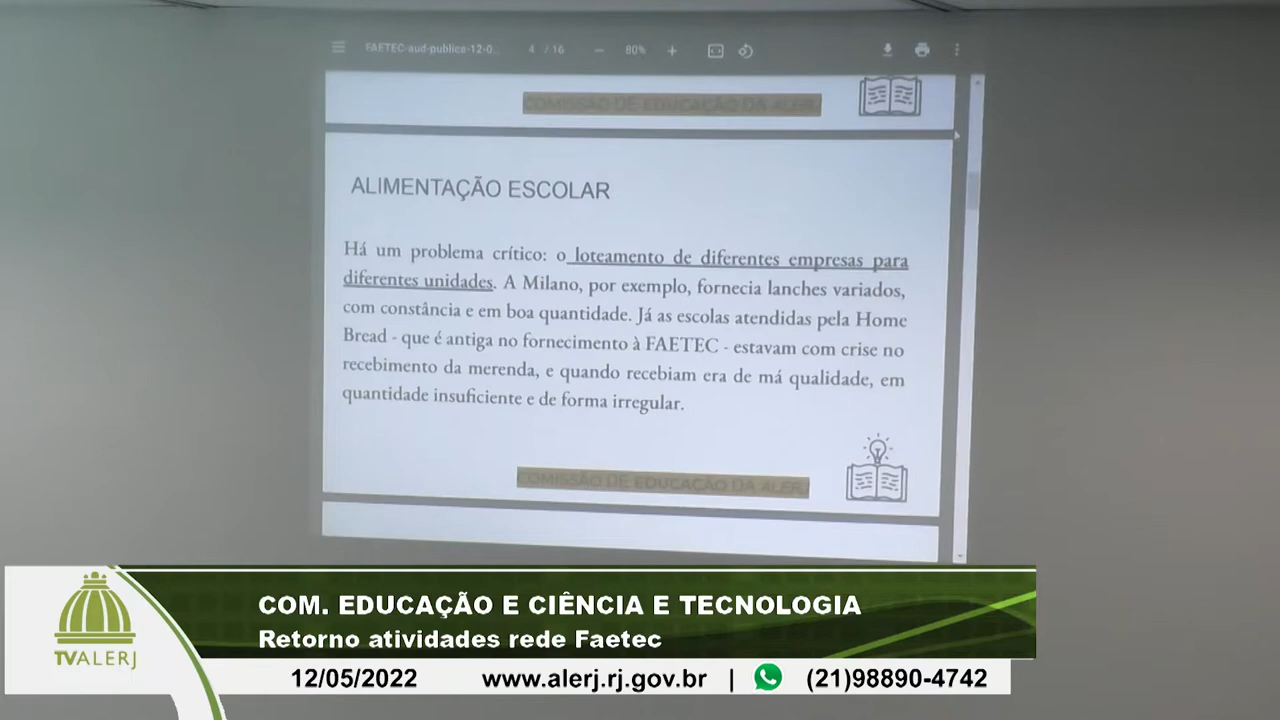 FAETEC-aud-publica-12-0...
4 / 16
80%
COMISSÃO DE EDUCAÇÃO DA ALERJ
ALIMENTAÇÃO ESCOLAR
Há um problema crítico: o loteamento de diferentes empresas para
diferentes unidades. A Milano, por exemplo, fornecia lanches variados,
com constância e em boa quantidade. Já as escolas atendidas pela Home
Bread - que é antiga no fornecimento à FAETEC - estavam com crise no
recebimento da merenda, e quando recebiam era de má qualidade, em
quantidade insuficiente e de forma irregular.
COMISSÃO DE EDUCAÇÃO DA ALERJ
COM. EDUCAÇÃO E CIÊNCIA E TECNOLOGIA
Retorno atividades rede Faetec
TVALERJ
12/05/2022 www.alerj.rj.gov.br | (21)98890-4742